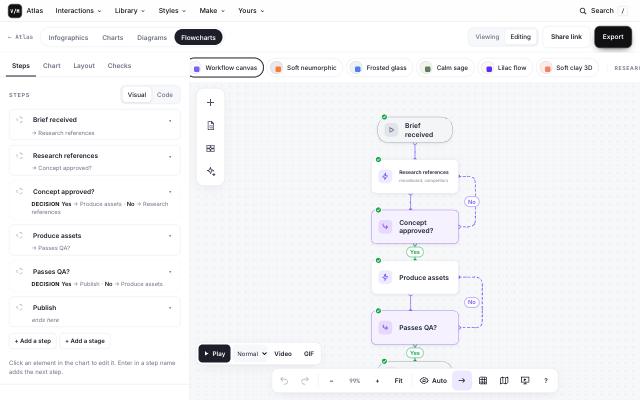 V/M Atlas Interactions Library Styles Make Yours Search /
← Atlas Infographics Charts Diagrams Flowcharts Viewing Editing Share link Export
Steps Chart Layout Checks
Workflow canvas Soft neumorphic Frosted glass Calm sage Lilac flow Soft clay 3D RESEARC
STEPS Visual Code
Brief received
→ Research references
Research references
→ Concept approved?
Concept approved?
DECISION Yes → Produce assets · No → Research
references
Produce assets
→ Passes QA?
Passes QA?
DECISION Yes → Publish · No → Produce assets
Publish
ends here
+ Add a step + Add a stage
Click an element in the chart to edit it. Enter in a step name
adds the next step.
Brief
received
Research references
moodboard, competitors
No
Concept
approved?
Yes
Produce assets
No
Passes QA?
Yes
Play Normal Video GIF
− 99% + Fit Auto ?